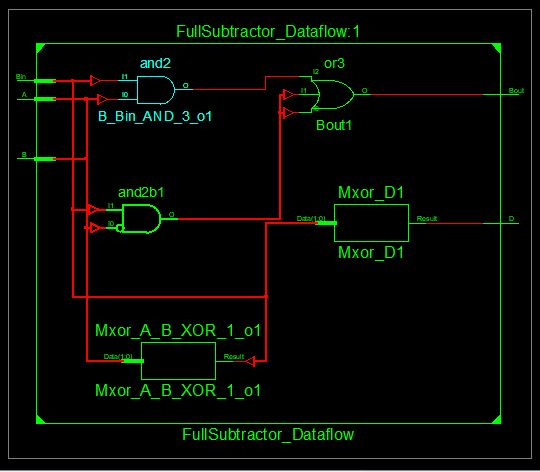 FullSubtractor_Dataflow:1
and2
or3
Bin
I1
O
I2
A
I0
I1
O
Bout
B_Bin_AND_3_o1
Bout1
B
and2b1
I1
O
I0
Mxor_D1
Data(1:0)
Result
D
Mxor_D1
Mxor_A_B_XOR_1_o1
Data(1:0)
Result
Mxor_A_B_XOR_1_o1
FullSubtractor_Dataflow